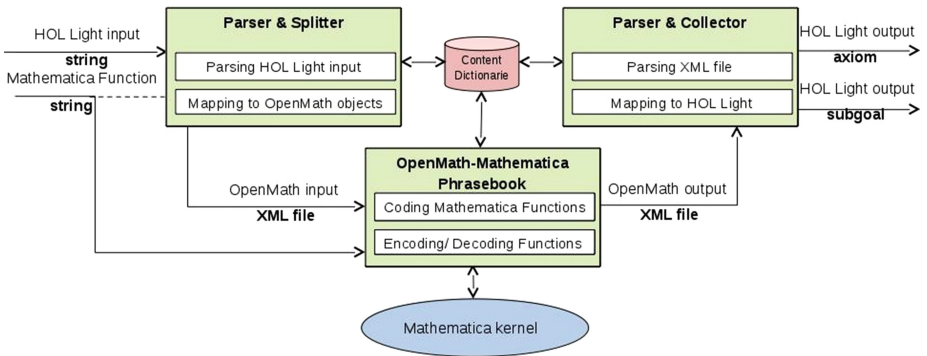 HOL Light input
string
Mathematica Function
string
Parser & Splitter
Parsing HOL Light input
Mapping to OpenMath objects
Content
Dictionarie
Parser & Collector
Parsing XML file
Mapping to HOL Light
HOL Light output
axiom
HOL Light output
subgoal
OpenMath input
XML file
OpenMath-Mathematica
Phrasebook
Coding Mathematica Functions
Encoding/ Decoding Functions
OpenMath output
XML file
Mathematica kernel